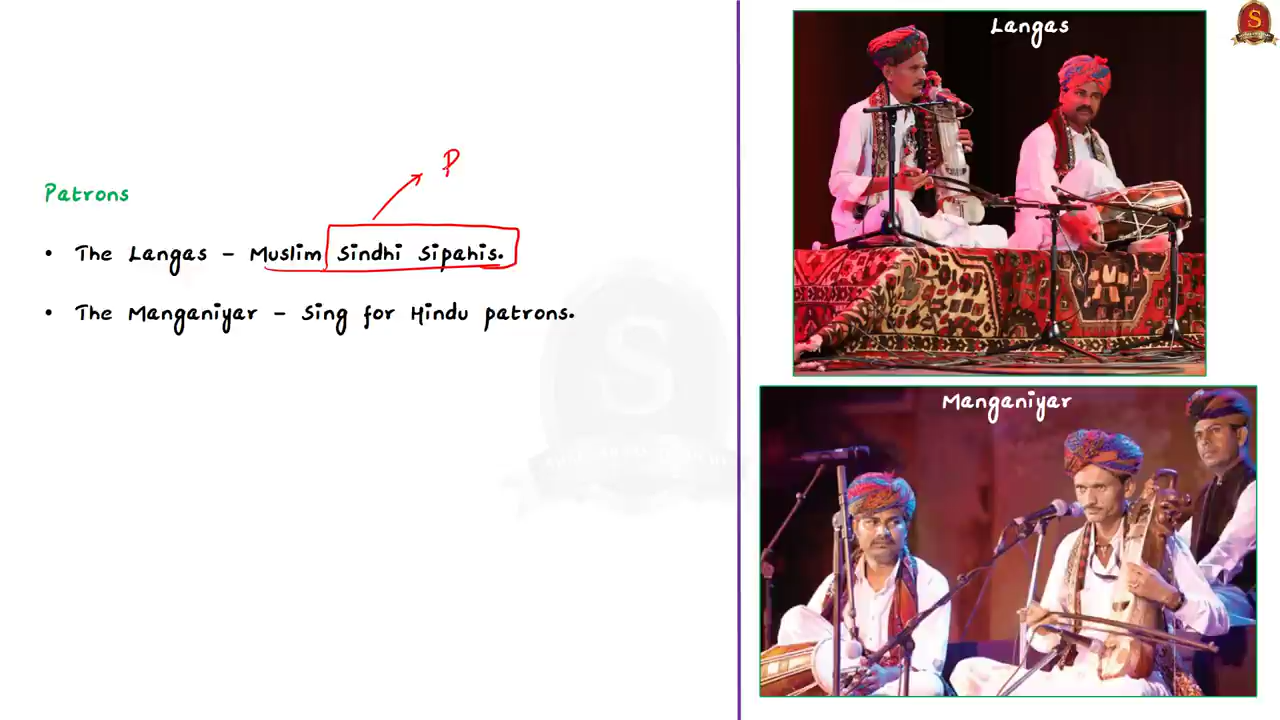 Langas
P
Patrons
• The Langas – Muslim Sindhi Sipahis.
• The Manganiyar – Sing for Hindu patrons.
Manganiyar
S
S